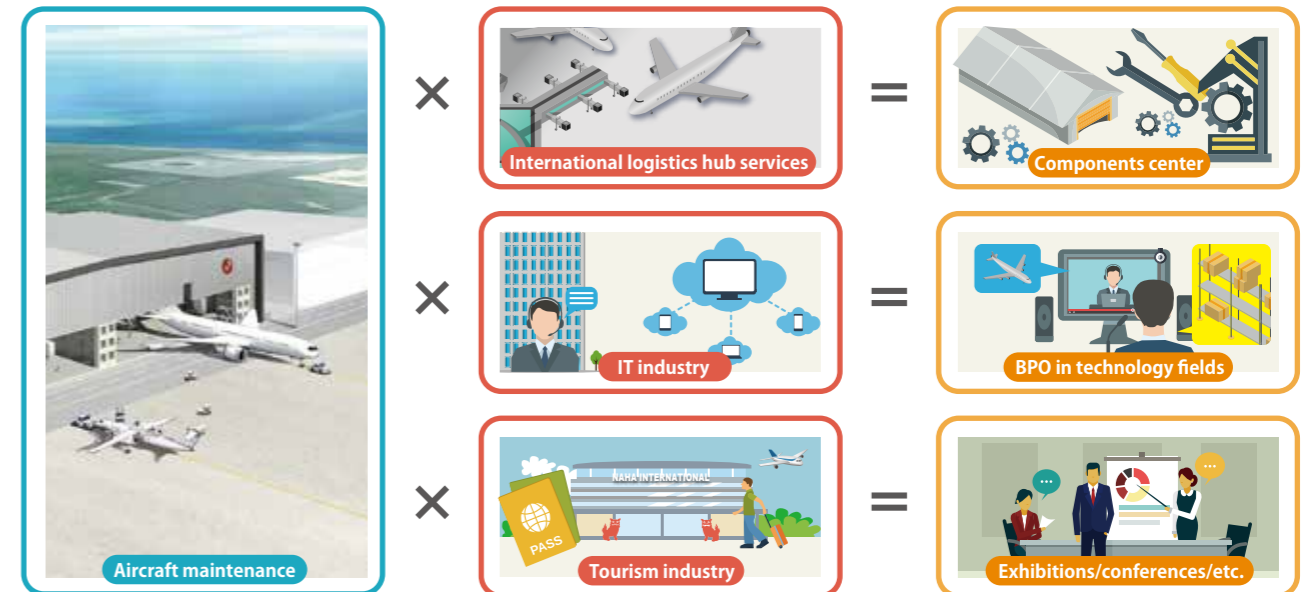 Aircraft maintenance
×
International logistics hub services
=
Components center
×
IT industry
=
BPO in technology fields
×
NAHA INTERNATIONAL
PASS
Tourism industry
=
Exhibitions/conferences/etc.